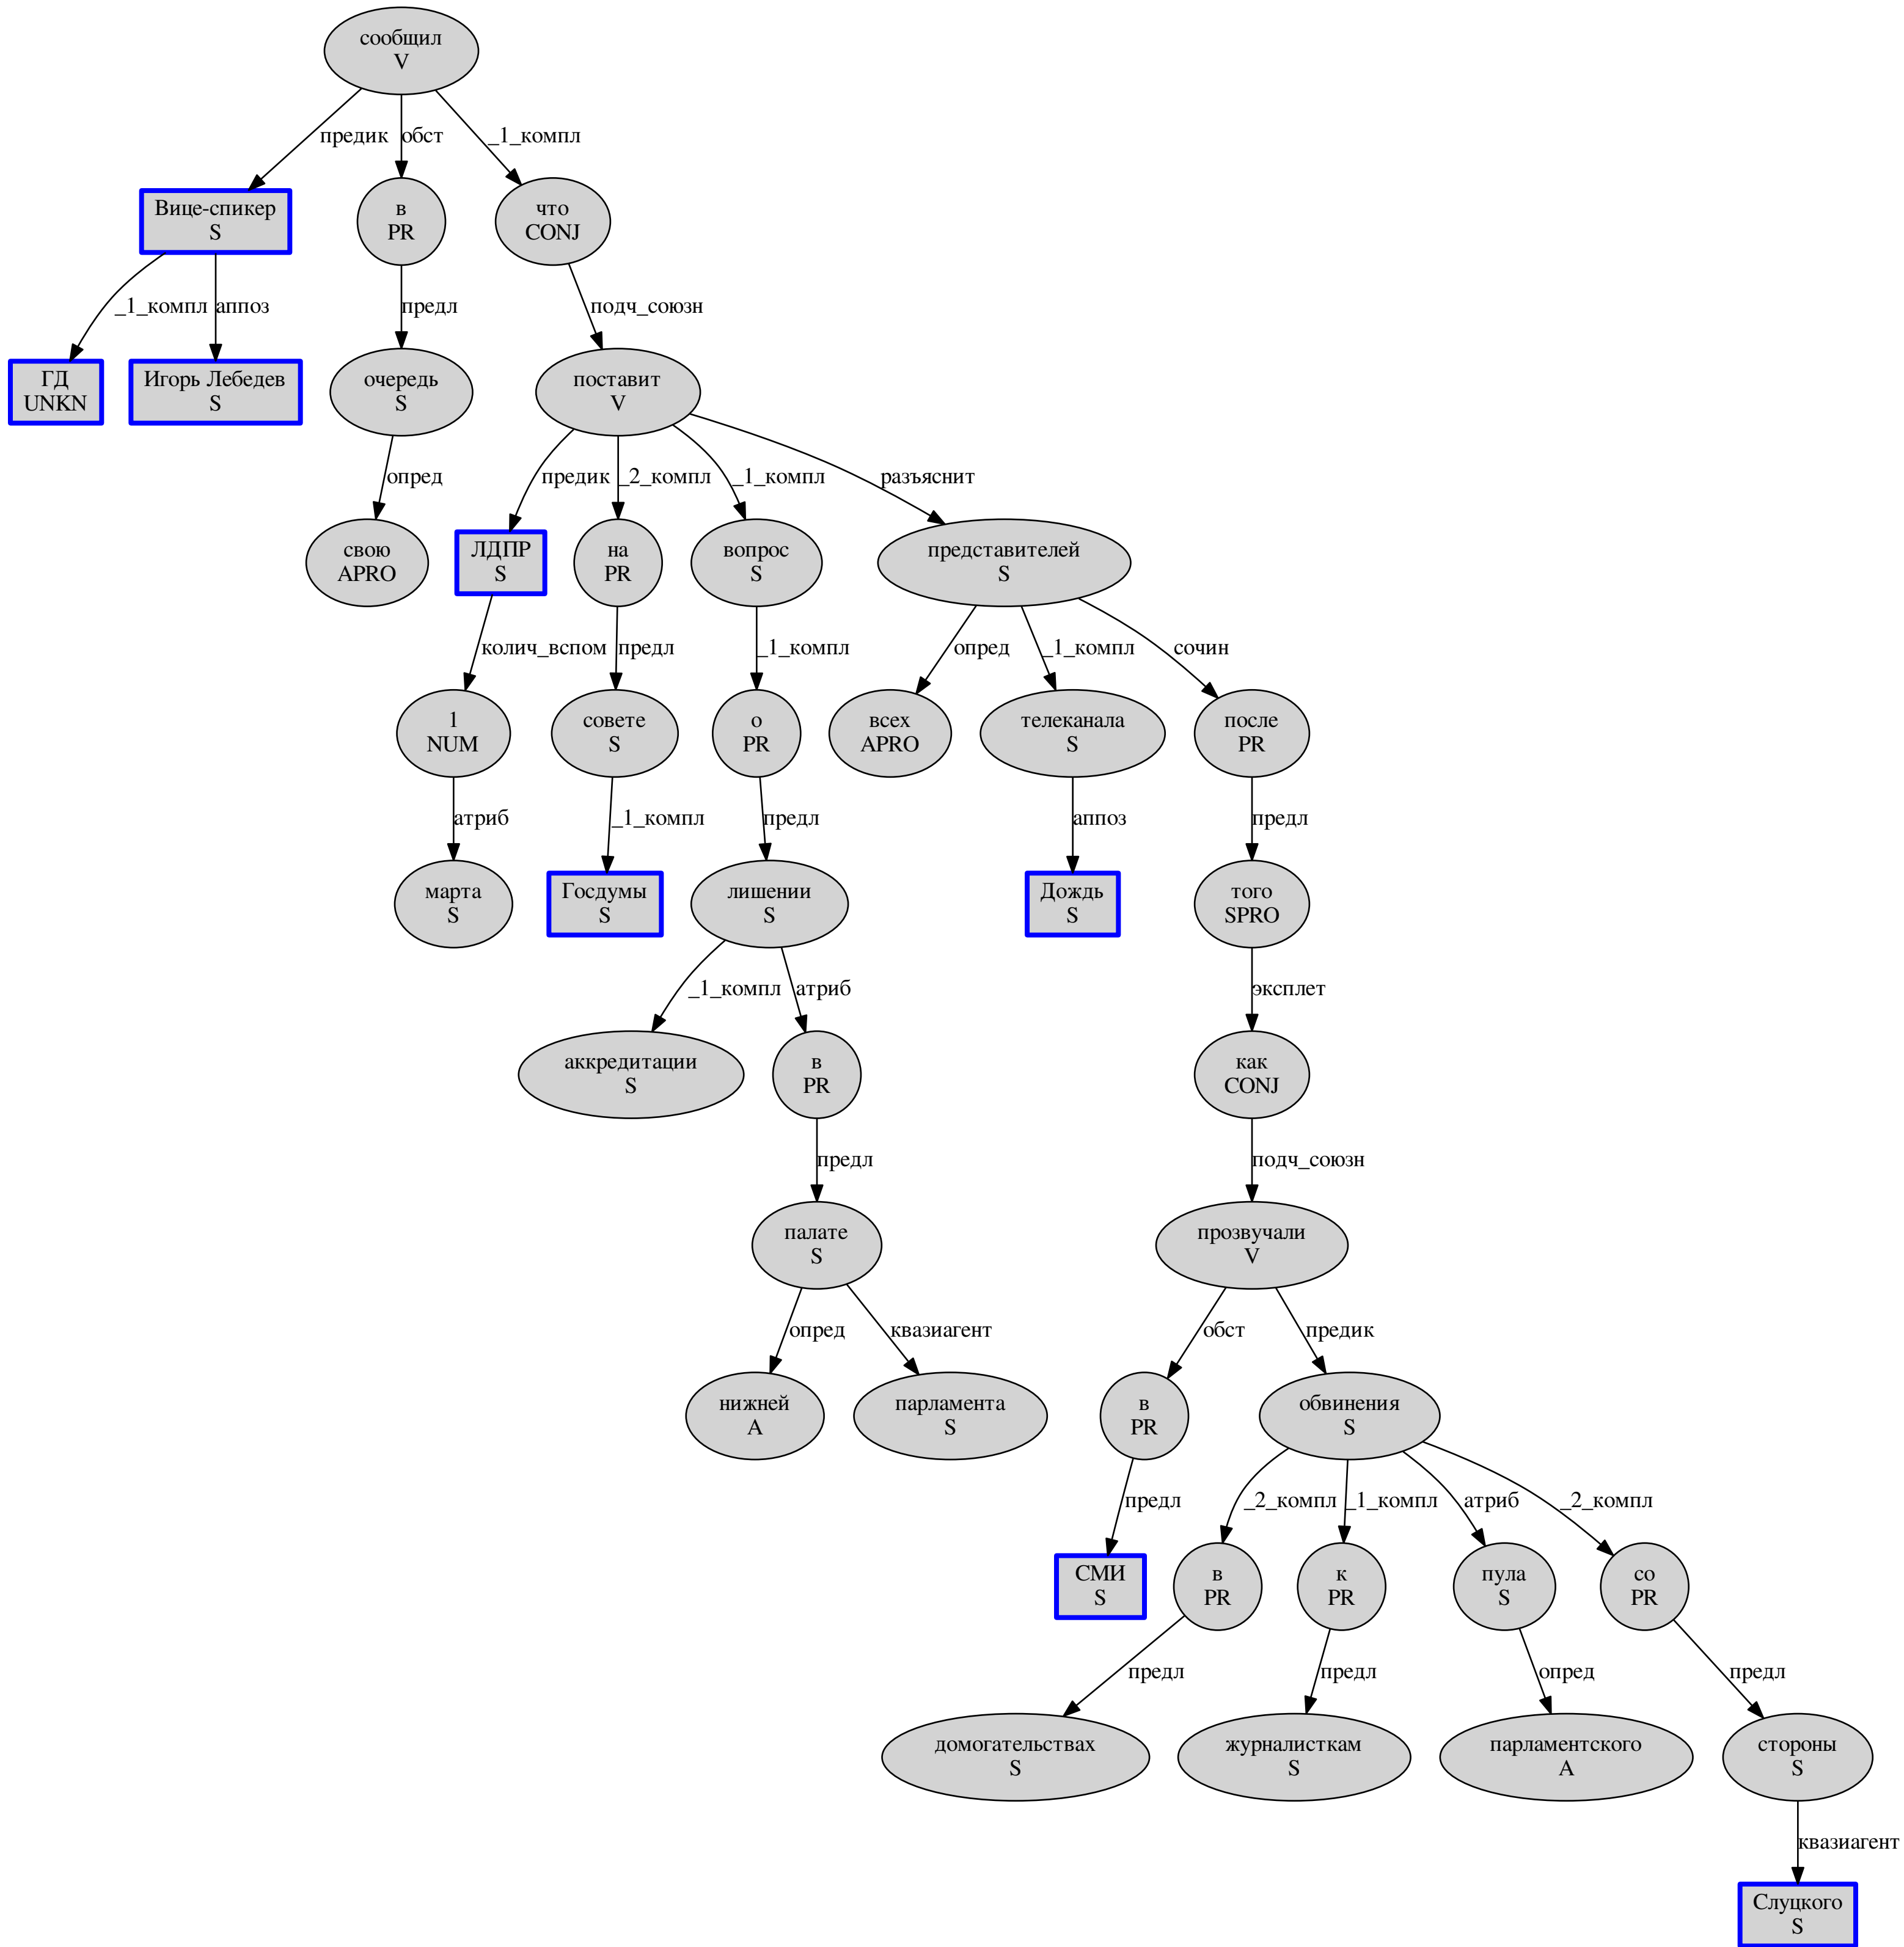 сообщил
V
предик
обст
_1_компл
Вице-спикер
S
в
PR
что
CONJ
_1_компл
аппоз
предл
подч_союзн
ГД
UNKN
Игорь Лебедев
S
очередь
S
поставит
V
опред
предик
_2_компл
_1_компл
разъяснит
свою
APRO
ЛДПР
S
на
PR
вопрос
S
представителей
S
колич_вспом
предл
_1_компл
опред
_1_компл
сочин
1
NUM
совете
S
о
PR
всех
APRO
телеканала
S
после
PR
атриб
_1_компл
предл
аппоз
предл
марта
S
Госдумы
S
лишении
S
Дождь
S
того
SPRO
_1_компл
атриб
эксплет
аккредитации
S
в
PR
как
CONJ
предл
подч_союзн
палате
S
прозвучали
V
опред
квазиагент
обст
предик
нижней
A
парламента
S
в
PR
обвинения
S
предл
_2_компл
_1_компл
атриб
_2_компл
СМИ
S
в
PR
к
PR
пула
S
со
PR
предл
предл
опред
предл
домогательствах
S
журналисткам
S
парламентского
A
стороны
S
квазиагент
Слуцкого
S